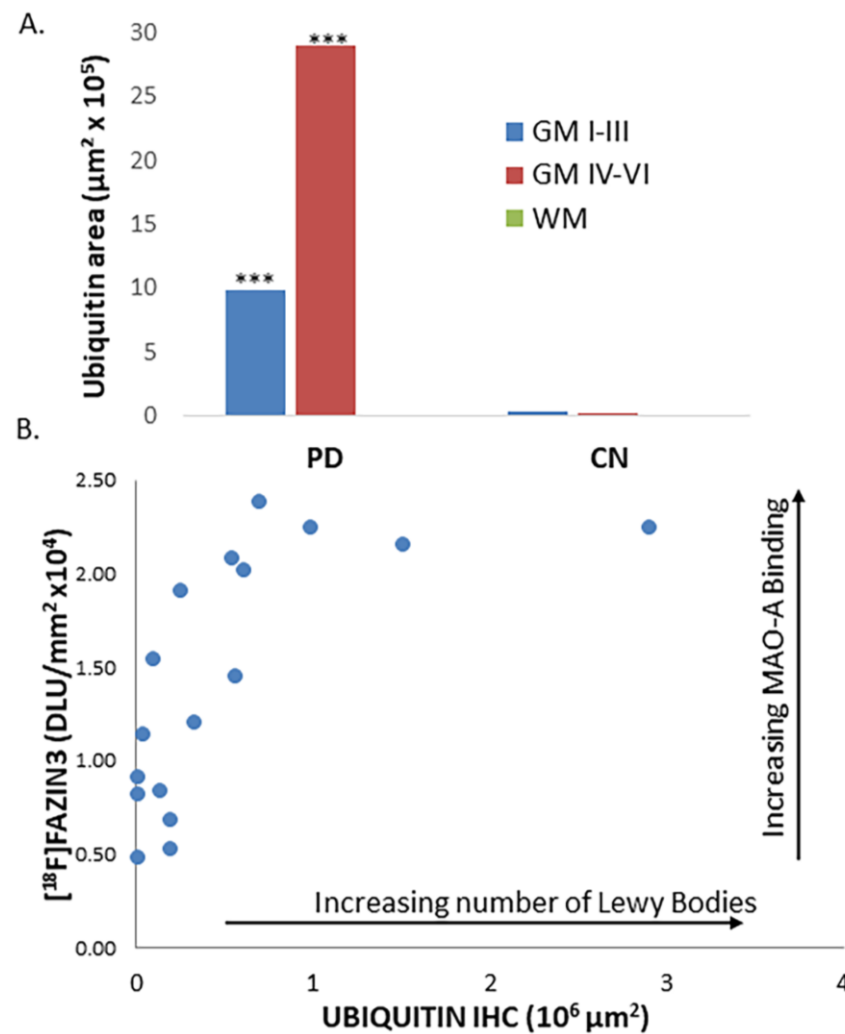 A.
Ubiquitin area (µm² x 10⁵)
30
25
20
15
10
5
0
***
***
GM I-III
GM IV-VI
WM
PD
CN
B.
[¹⁸F]FAZIN3 (DLU/mm² x10⁴)
2.50
2.00
1.50
1.00
0.50
0.00
Increasing MAO-A Binding
Increasing number of Lewy Bodies
0
1
2
3
4
UBIQUITIN IHC (10⁶ µm²)